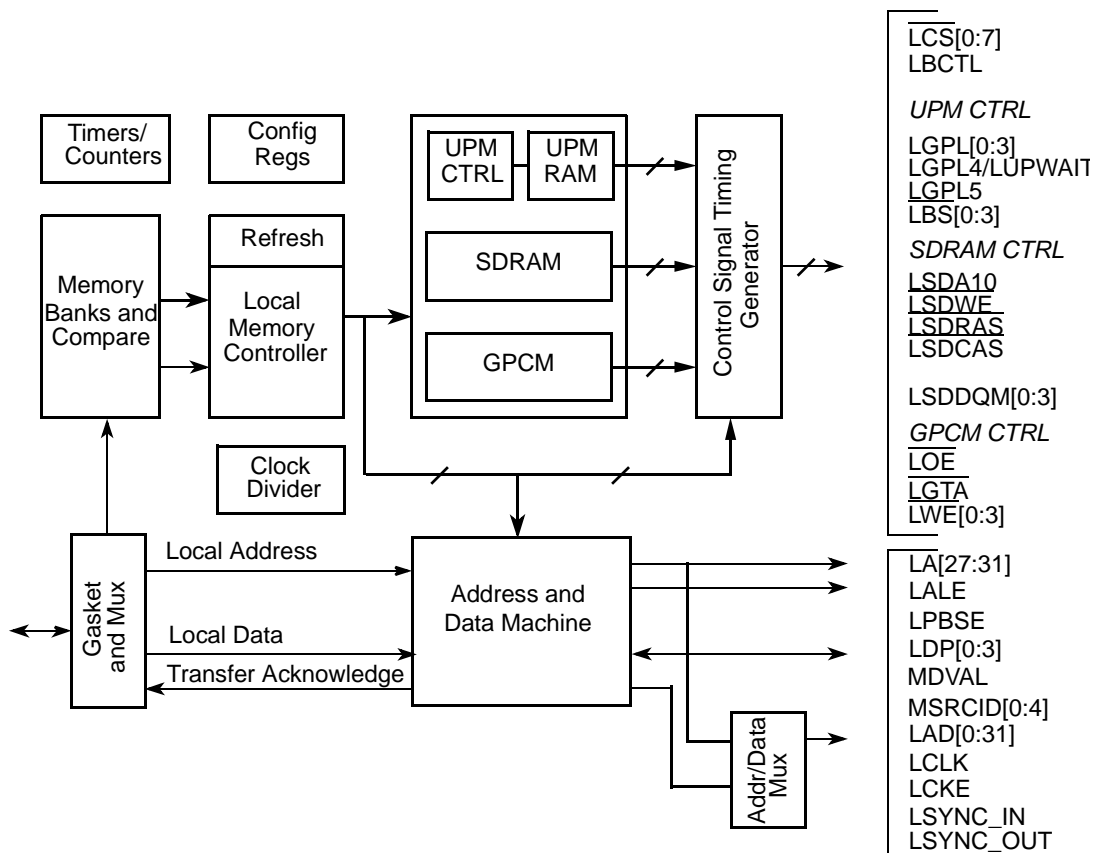 Timers/
Counters
Config
Regs
UPM
CTRL
UPM
RAM
Control Signal Timing
Generator
Memory
Banks and
Compare
Refresh
Local
Memory
Controller
SDRAM
GPCM
Clock
Divider
Gasket
and Mux
Local Address
Local Data
Transfer Acknowledge
Address and
Data Machine
Addr/Data
Mux
LCS[0:7]
LBCTL
UPM CTRL
LGPL[0:3]
LGPL4/LUPWAIT
LGPL5
LBS[0:3]
SDRAM CTRL
LSDA10
LSDWE
LSDRAS
LSDCAS
LSDDQM[0:3]
GPCM CTRL
LOE
LGTA
LWE[0:3]
LA[27:31]
LALE
LPBSE
LDP[0:3]
MDVAL
MSRCID[0:4]
LAD[0:31]
LCLK
LCKE
LSYNC_IN
LSYNC_OUT